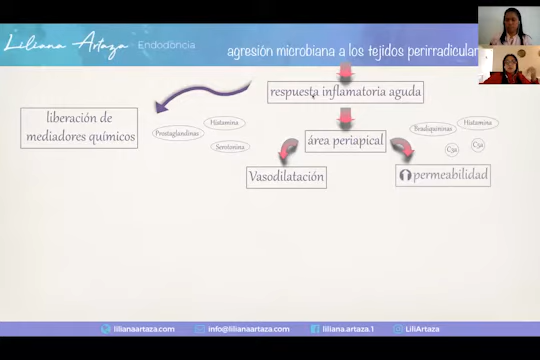 Liliana Artaza Endodoncia
agresión microbiana a los tejidos perirradicular
respuesta inflamatoria aguda
liberación de
mediadores químicos
Prostaglandinas
Histamina
Serotonina
área periapical
Bradiquininas
Histamina
C3a
C5a
Vasodilatación
permeabilidad
lilianaartaza.com
info@lilianaartaza.com
liliana.artaza.1
LiliArtaza